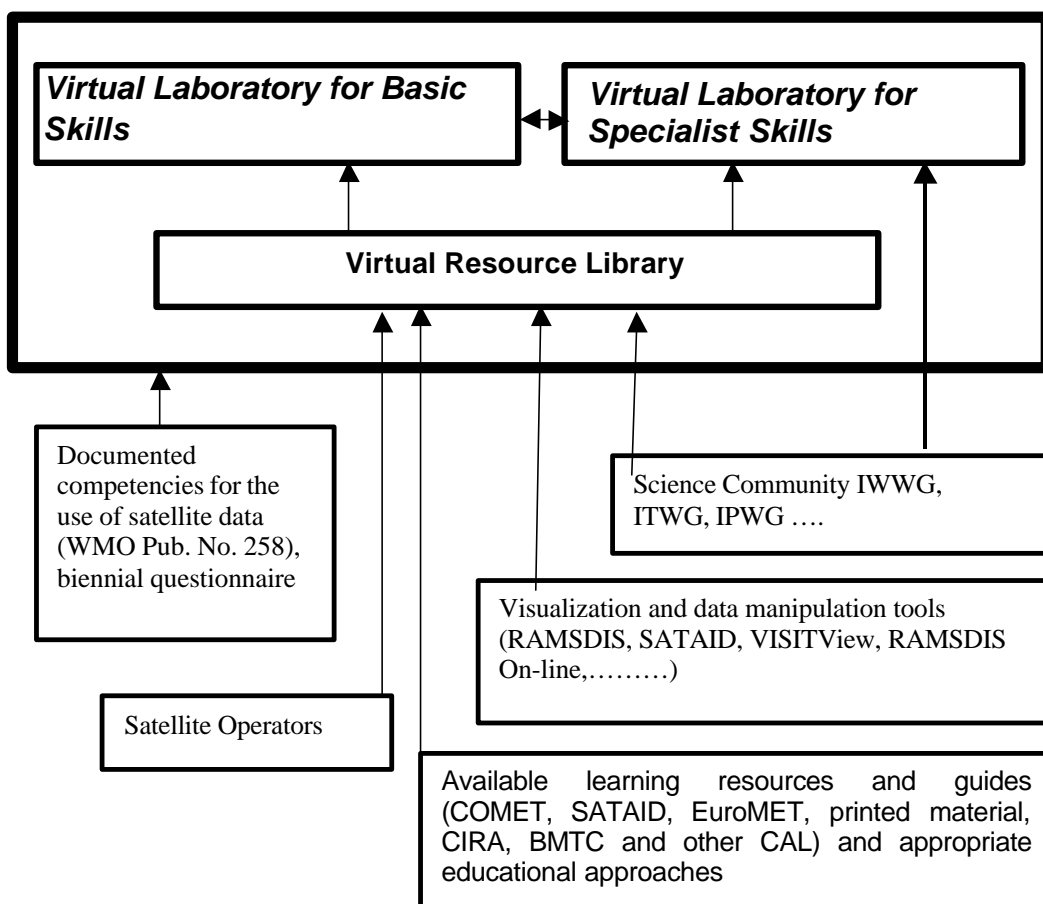 Virtual Laboratory for Basic
Skills
Virtual Laboratory for
Specialist Skills
Virtual Resource Library
Documented
competencies for the
use of satellite data
(WMO Pub. No. 258),
biennial questionnaire
Science Community IWWG,
ITWG, IPWG ….
Visualization and data manipulation tools
(RAMSDIS, SATAID, VISITView, RAMSDIS
On-line,………)
Satellite Operators
Available learning resources and guides
(COMET, SATAID, EuroMET, printed material,
CIRA, BMTC and other CAL) and appropriate
educational approaches